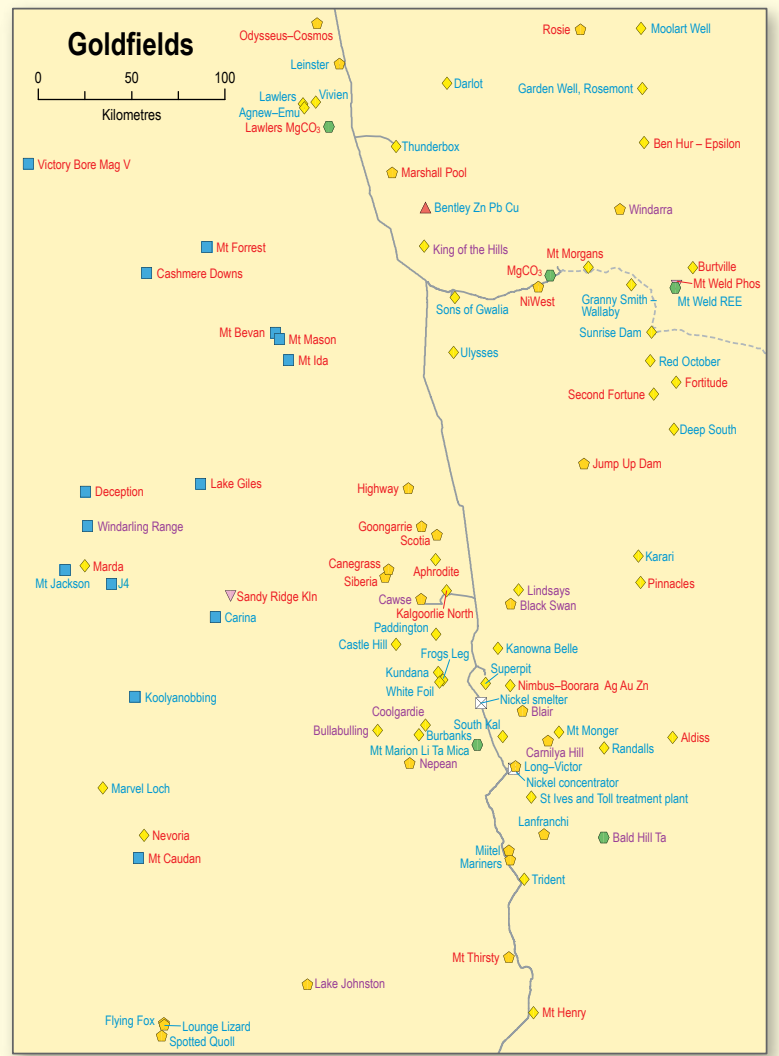 Goldfields
0 50 100
Kilometres
Odysseus–Cosmos
Rosie
Moolart Well
Leinster
Darlot
Garden Well, Rosemont
Lawlers
Vivien
Agnew–Emu
Lawlers MgCO₃
Thunderbox
Ben Hur – Epsilon
Victory Bore Mag V
Marshall Pool
Bentley Zn Pb Cu
Windarra
Mt Forrest
King of the Hills
Mt Morgans
Cashmere Downs
MgCO₃
Burtville
NiWest
Mt Weld Phos
Granny Smith –
Wallaby
Mt Weld REE
Sons of Gwalia
Mt Bevan
Mt Mason
Sunrise Dam
Mt Ida
Ulysses
Red October
Fortitude
Second Fortune
Deep South
Jump Up Dam
Deception
Lake Giles
Highway
Windarling Range
Goongarrie
Scotia
Marda
Mt Jackson
J4
Canegrass
Siberia
Aphrodite
Karari
Sandy Ridge Kln
Cawse
Kalgoorlie North
Lindsays
Black Swan
Pinnacles
Carina
Paddington
Castle Hill
Frogs Leg
Kanowna Belle
Kundana
White Foil
Superpit
Nimbus–Boorara Ag Au Zn
Koolyanobbing
Nickel smelter
Coolgardie
Blair
Bullabulling
Burbanks
South Kal
Mt Monger
Aldiss
Mt Marion Li Ta Mica
Carnilya Hill
Randalls
Nepean
Long–Victor
Nickel concentrator
Marvel Loch
St Ives and Toll treatment plant
Lanfranchi
Nevoria
Bald Hill Ta
Mt Caudan
Miitel
Mariners
Trident
Mt Thirsty
Lake Johnston
Mt Henry
Flying Fox
Lounge Lizard
Spotted Quoll